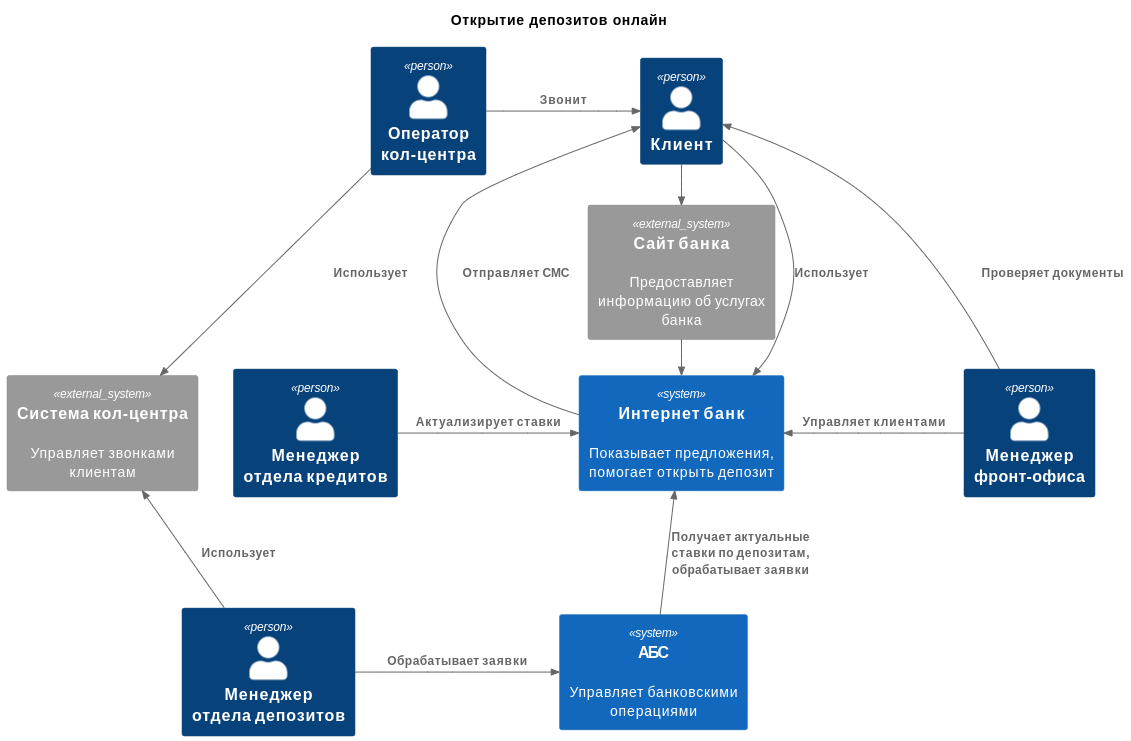 Открытие депозитов онлайн
«person»
Оператор
кол-центра
Звонит
«person»
Клиент
«external_system»
Сайт банка
Предоставляет
информацию об услугах
банка
Использует
Отправляет СМС
Использует
Проверяет документы
«external_system»
Система кол-центра
Управляет звонками
клиентам
«person»
Менеджер
отдела кредитов
Актуализирует ставки
«system»
Интернет банк
Показывает предложения,
помогает открыть депозит
Управляет клиентами
«person»
Менеджер
фронт-офиса
Использует
Получает актуальные
ставки по депозитам,
обрабатывает заявки
«person»
Менеджер
отдела депозитов
Обрабатывает заявки
«system»
АБС
Управляет банковскими
операциями